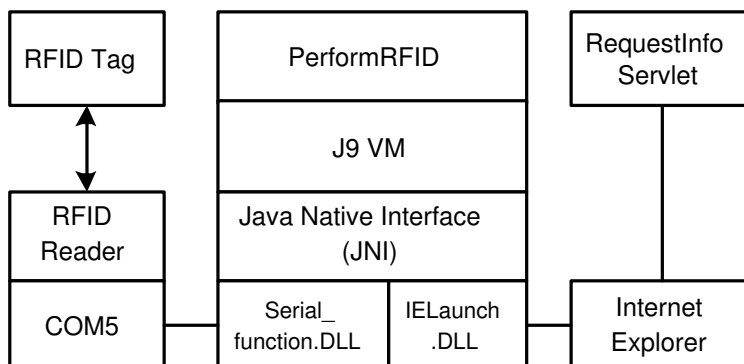 RFID Tag
PerformRFID
RequestInfo
Servlet
J9 VM
RFID
Reader
Java Native Interface
(JNI)
COM5
Serial_
function.DLL
IELaunch
.DLL
Internet
Explorer